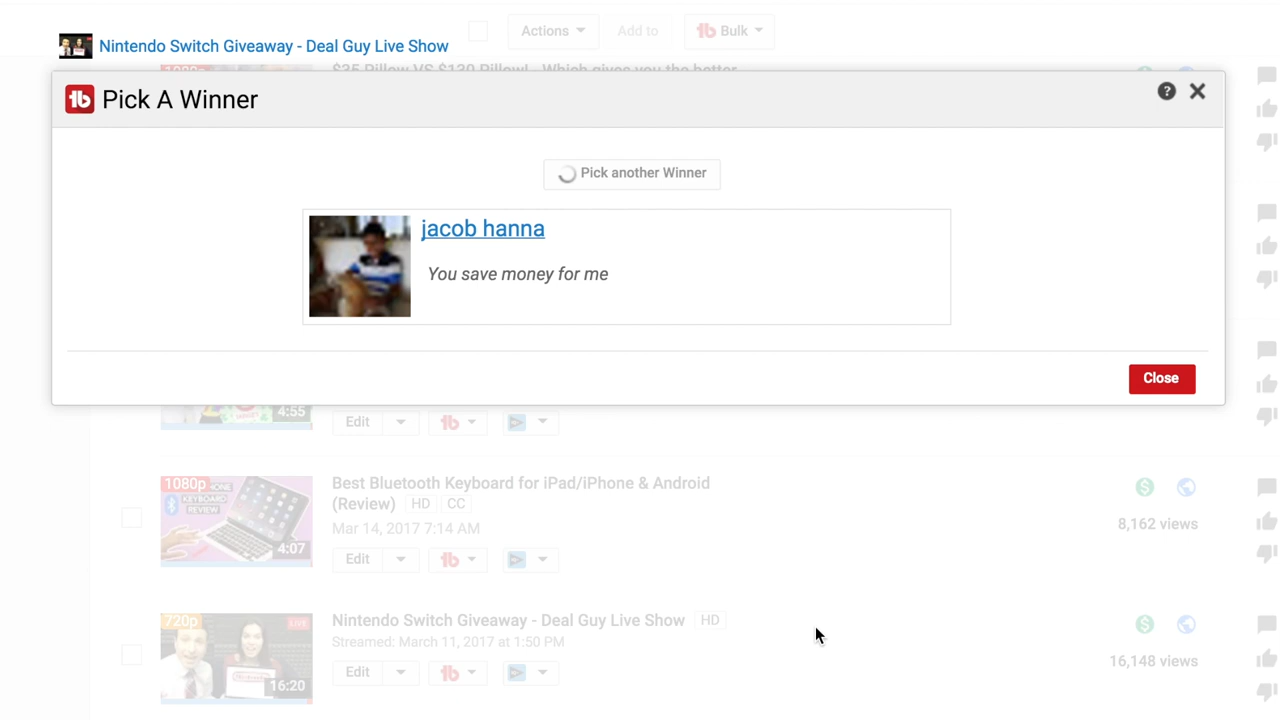 Actions
Add to
Bulk
Nintendo Switch Giveaway - Deal Guy Live Show
Pick A Winner
Pick another Winner
jacob hanna
You save money for me
Close
4:55
Edit
1080p
KEYBOARD
REVIEW
4:07
Best Bluetooth Keyboard for iPad/iPhone & Android
(Review) HD CC
Mar 14, 2017 7:14 AM
8,162 views
Edit
720p
LIVE
16:20
Nintendo Switch Giveaway - Deal Guy Live Show HD
Streamed: March 11, 2017 at 1:50 PM
16,148 views
Edit